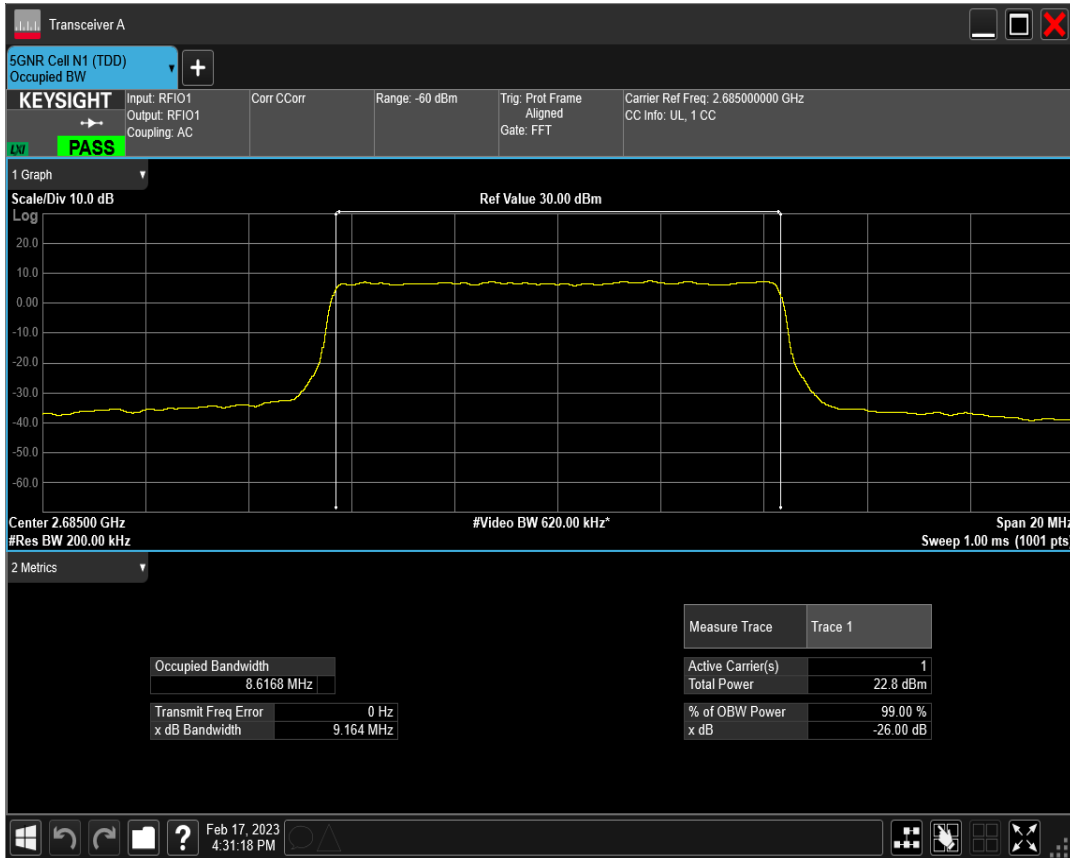 Transceiver A
5GNR Cell N1 (TDD)
Occupied BW
+
KEYSIGHT
LXI
PASS
Input: RFIO1
Output: RFIO1
Coupling: AC
Corr CCorr
Range: -60 dBm
Trig: Prot Frame
Aligned
Gate: FFT
Carrier Ref Freq: 2.685000000 GHz
CC Info: UL, 1 CC
1 Graph
Scale/Div 10.0 dB
Ref Value 30.00 dBm
Log
20.0
10.0
0.00
-10.0
-20.0
-30.0
-40.0
-50.0
-60.0
Center 2.68500 GHz
#Video BW 620.00 kHz*
Span 20 MHz
#Res BW 200.00 kHz
Sweep 1.00 ms (1001 pts)
2 Metrics
Measure Trace Trace 1
Occupied Bandwidth
8.6168 MHz
Active Carrier(s) 1
Total Power 22.8 dBm
Transmit Freq Error 0 Hz
x dB Bandwidth 9.164 MHz
% of OBW Power 99.00 %
x dB -26.00 dB
?
Feb 17, 2023
4:31:18 PM